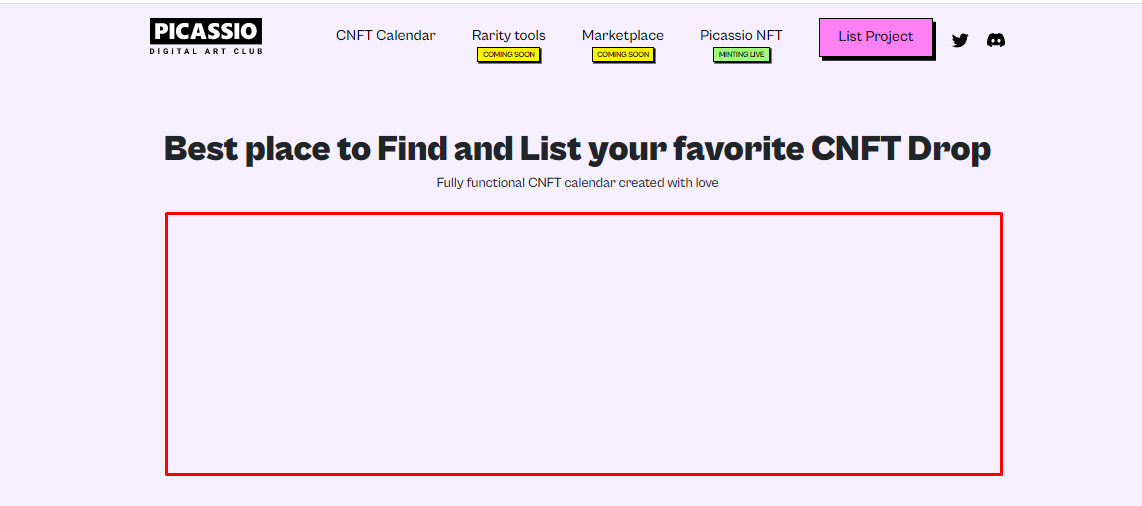 PICASSIO
DIGITAL ART CLUB
CNFT Calendar
Rarity tools
COMING SOON
Marketplace
COMING SOON
Picassio NFT
MINTING LIVE
List Project
Best place to Find and List your favorite CNFT Drop
Fully functional CNFT calendar created with love